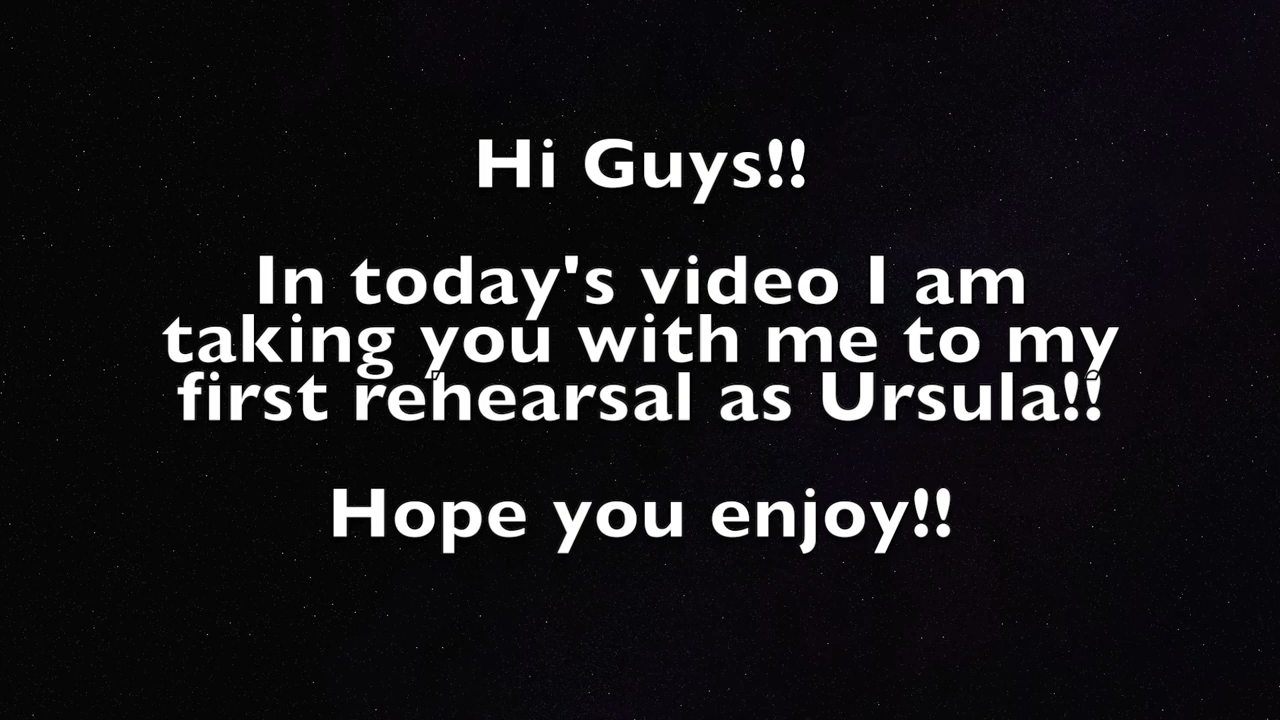 Hi Guys!!
In today's video I am
taking you with me to my
first rehearsal as Ursula!!
Hope you enjoy!!